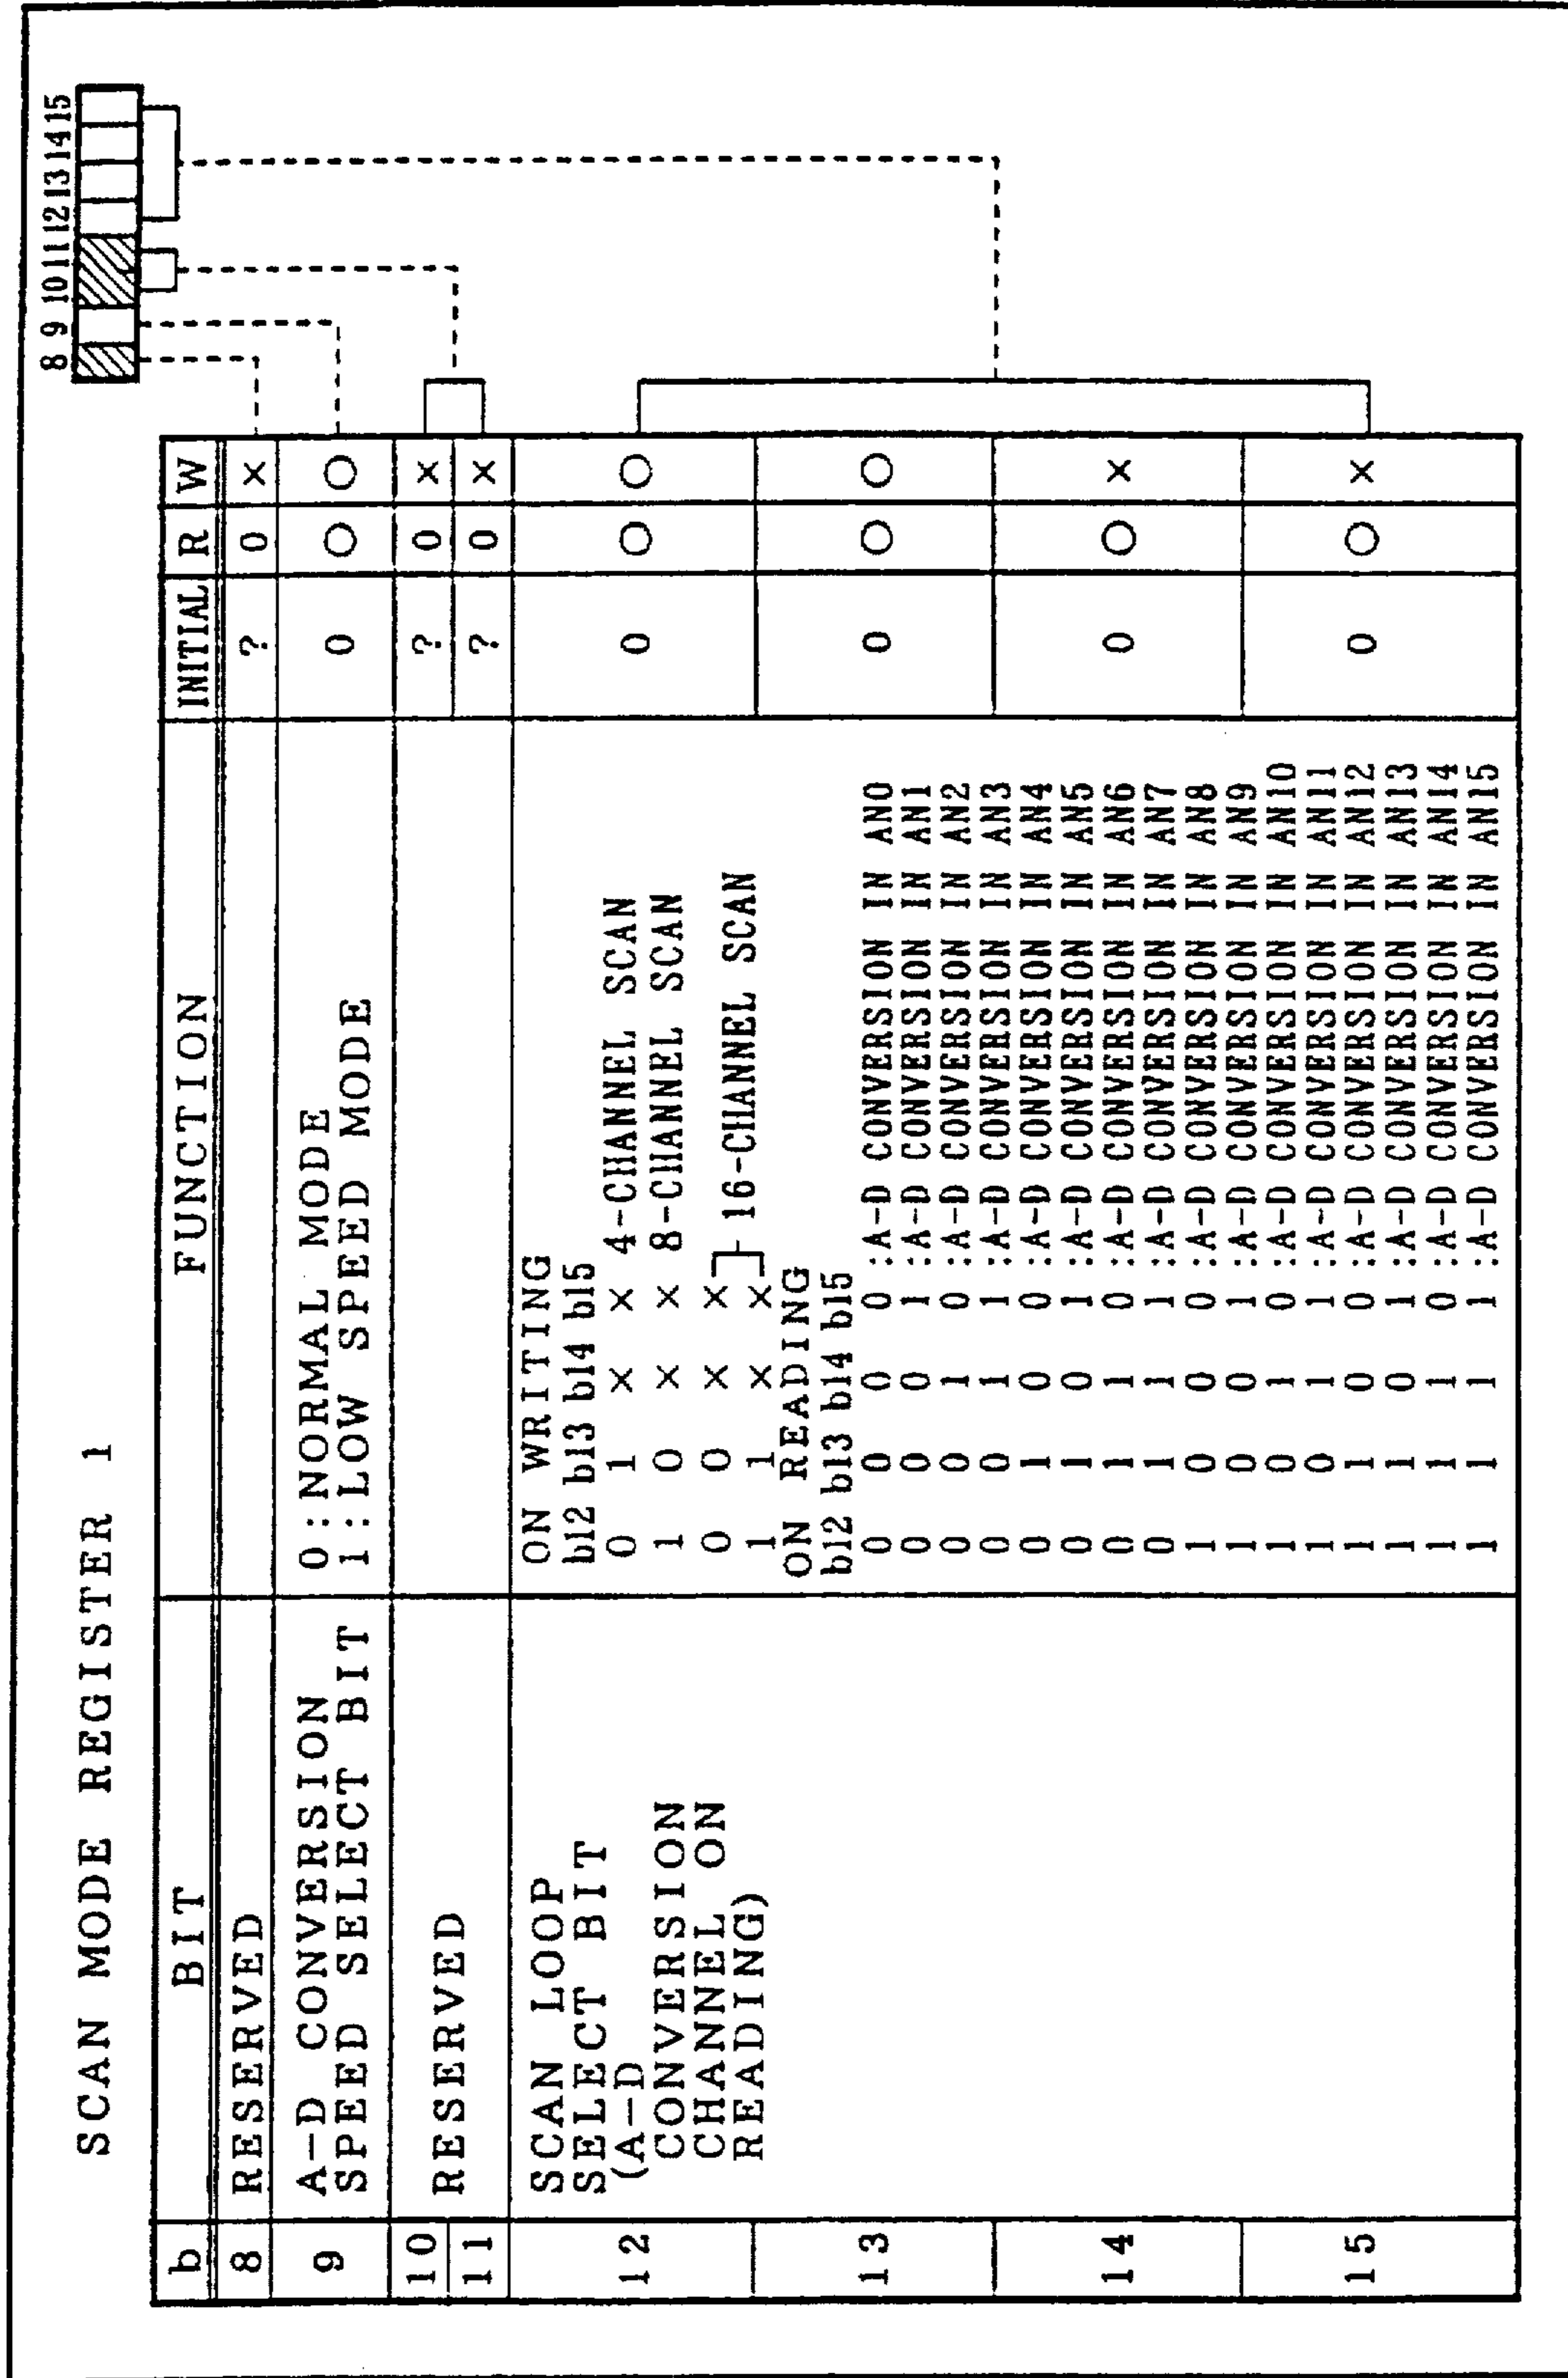 SCAN MODE REGISTER 1
8 9 10 11 12 13 14 15
b BIT FUNCTION INITIAL R W
8 RESERVED ? 0 ×
9 A-D CONVERSION SPEED SELECT BIT 0:NORMAL MODE 0 ○ ○
1:LOW SPEED MODE
10 RESERVED ? 0 ×
11 ? 0 ×
12 SCAN LOOP 0 ○ ○
SELECT BIT
(A-D
CONVERSION
CHANNEL ON
READING)
ON WRITING
b12 b13 b14 b15
0 1 × × 4-CHANNEL SCAN
1 0 × × 8-CHANNEL SCAN
0 0 × × 16-CHANNEL SCAN
1 1 × ×
ON READING
b12 b13 b14 b15
13 0 ○ ○
0 0 0 0 :A-D CONVERSION IN AN0
0 0 0 1 :A-D CONVERSION IN AN1
0 0 1 0 :A-D CONVERSION IN AN2
0 0 1 1 :A-D CONVERSION IN AN3
0 1 0 0 :A-D CONVERSION IN AN4
0 1 0 1 :A-D CONVERSION IN AN5
14 0 ○ ×
0 1 1 0 :A-D CONVERSION IN AN6
0 1 1 1 :A-D CONVERSION IN AN7
1 0 0 0 :A-D CONVERSION IN AN8
1 0 0 1 :A-D CONVERSION IN AN9
1 0 1 0 :A-D CONVERSION IN AN10
1 0 1 1 :A-D CONVERSION IN AN11
15 0 ○ ×
1 1 0 0 :A-D CONVERSION IN AN12
1 1 0 1 :A-D CONVERSION IN AN13
1 1 1 0 :A-D CONVERSION IN AN14
1 1 1 1 :A-D CONVERSION IN AN15